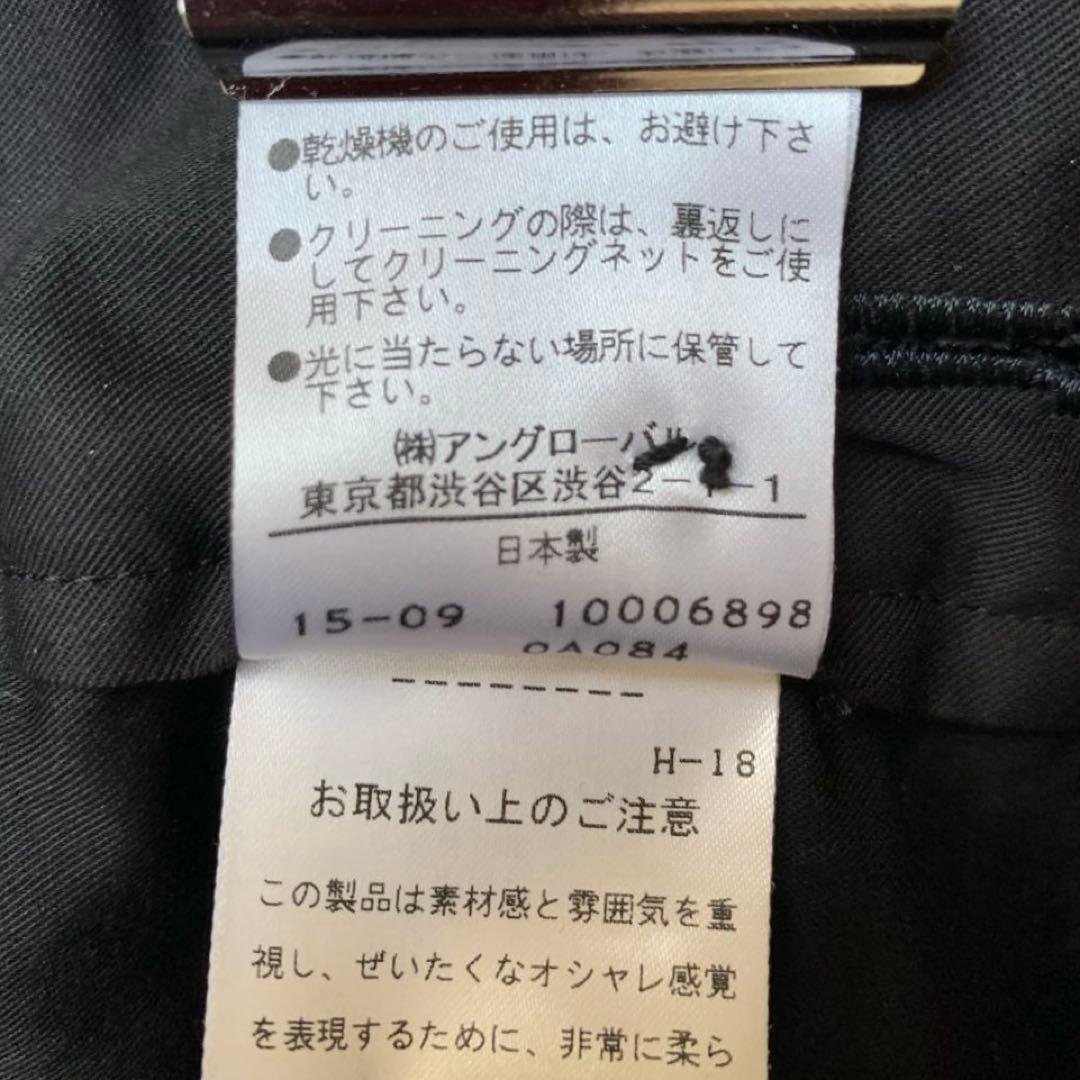 ●乾燥機のご使用は、お避け下さ
い。
●クリーニングの際は、裏返しに
してクリーニングネットをご使
用下さい。
●光に当たらない場所に保管して
下さい。
㈱アングローバル
東京都渋谷区渋谷2-1-1
日本製
15-09 10006898
0A084
--------
H-18
お取扱い上のご注意
この製品は素材感と雰囲気を重
視し、ぜいたくなオシャレ感覚
を表現するために、非常に柔ら